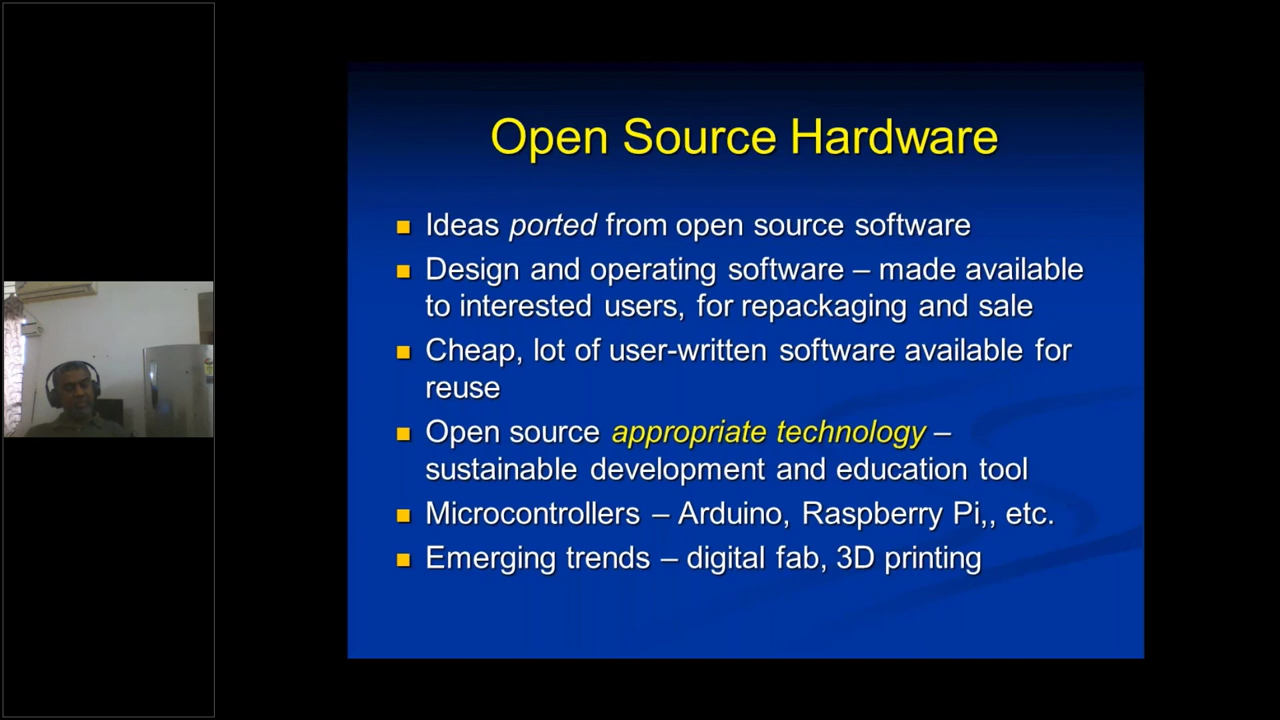 Open Source Hardware
Ideas ported from open source software
Design and operating software – made available
to interested users, for repackaging and sale
Cheap, lot of user-written software available for
reuse
Open source appropriate technology –
sustainable development and education tool
Microcontrollers – Arduino, Raspberry Pi,, etc.
Emerging trends – digital fab, 3D printing